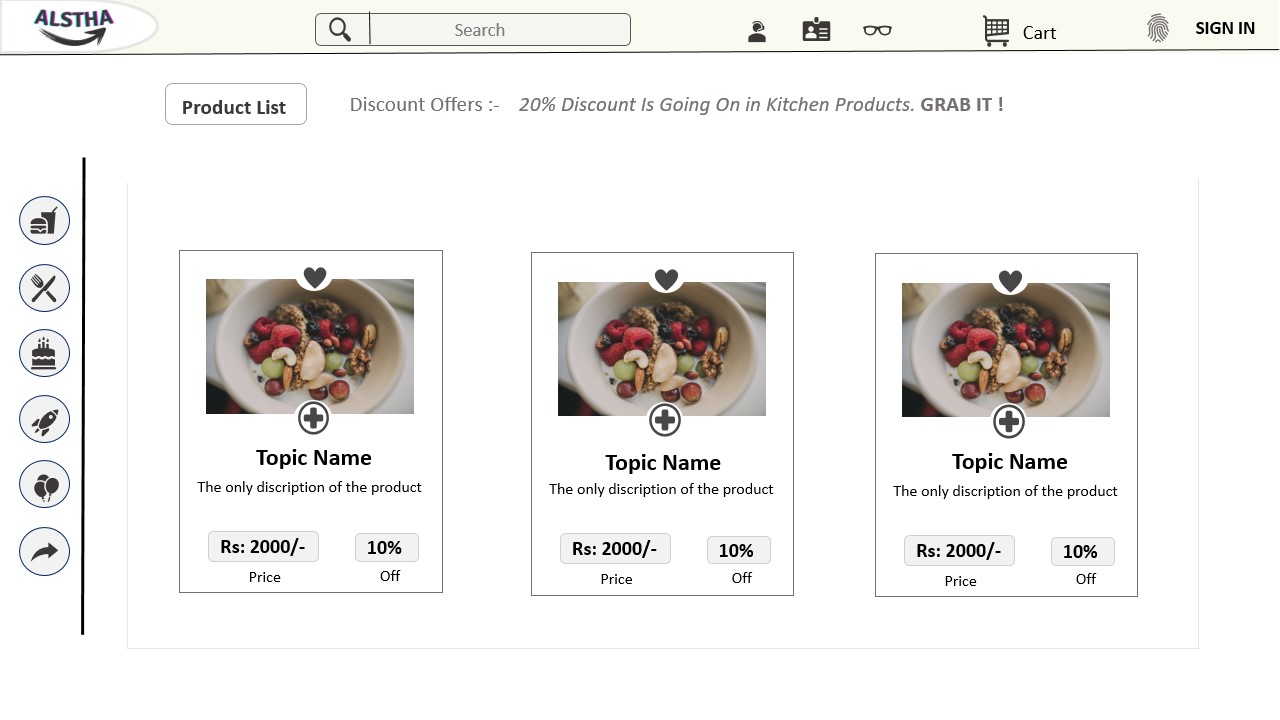 ALSTHA
Search
Cart
SIGN IN
Product List
Discount Offers :- 20% Discount Is Going On in Kitchen Products. GRAB IT !
Topic Name
The only discription of the product
Rs: 2000/-
10%
Price
Off
Topic Name
The only discription of the product
Rs: 2000/-
10%
Price
Off
Topic Name
The only discription of the product
Rs: 2000/-
10%
Price
Off